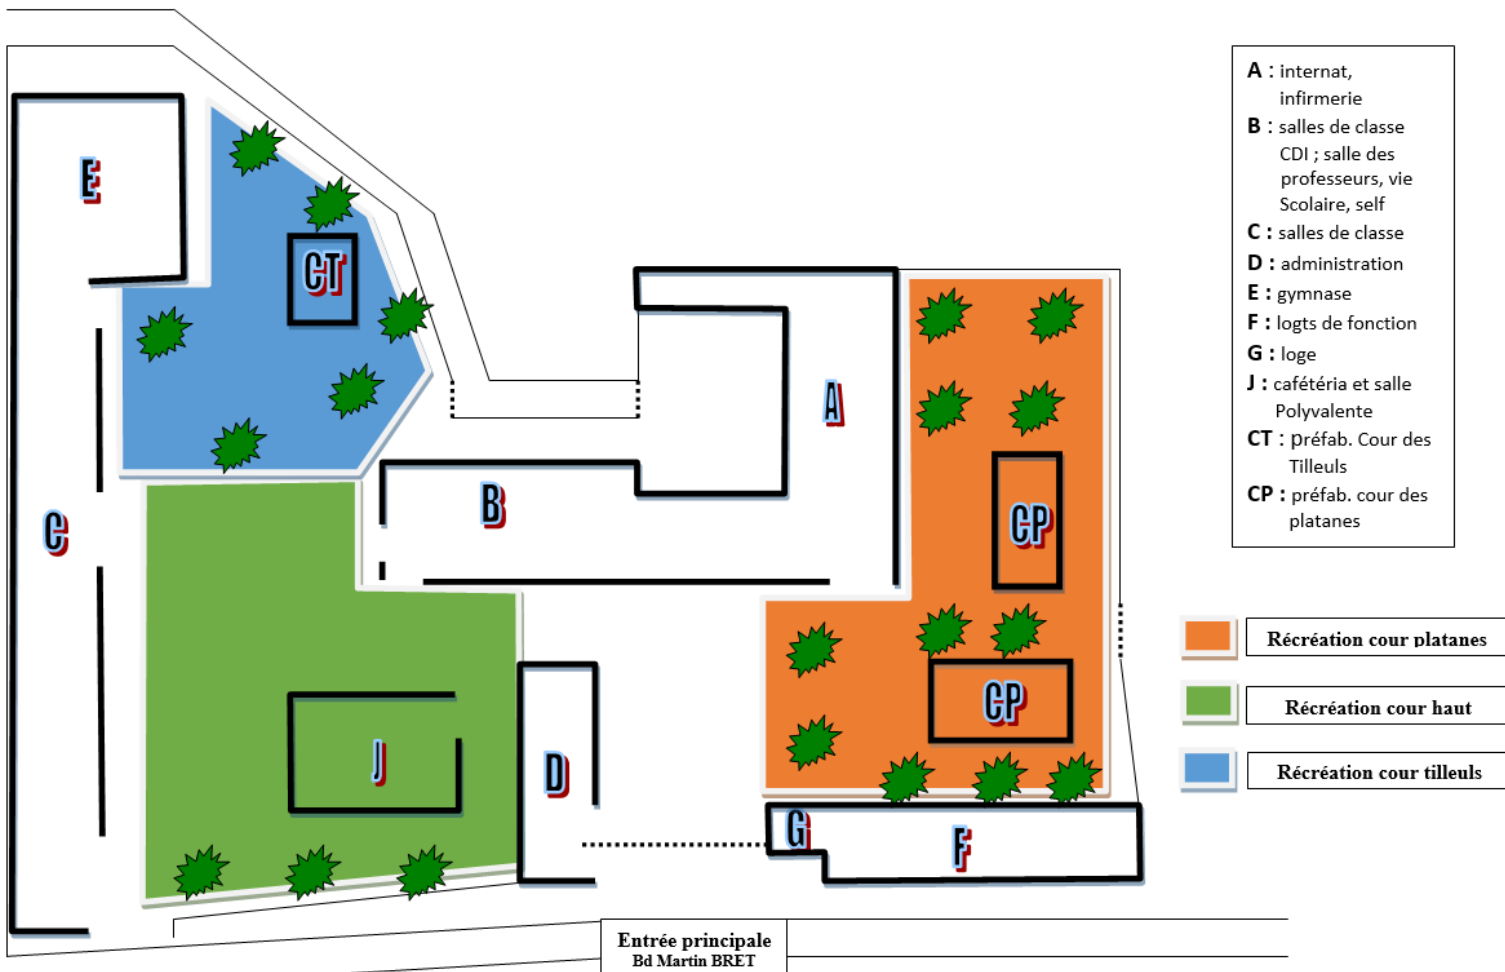 E
CT
A
B
C
CP
CP
J
D
G
F
A : internat,
infirmerie
B : salles de classe
CDI ; salle des
professeurs, vie
Scolaire, self
C : salles de classe
D : administration
E : gymnase
F : logts de fonction
G : loge
J : cafétéria et salle
Polyvalente
CT : préfab. Cour des
Tilleuls
CP : préfab. cour des
platanes
Récréation cour platanes
Récréation cour haut
Récréation cour tilleuls
Entrée principale
Bd Martin BRET